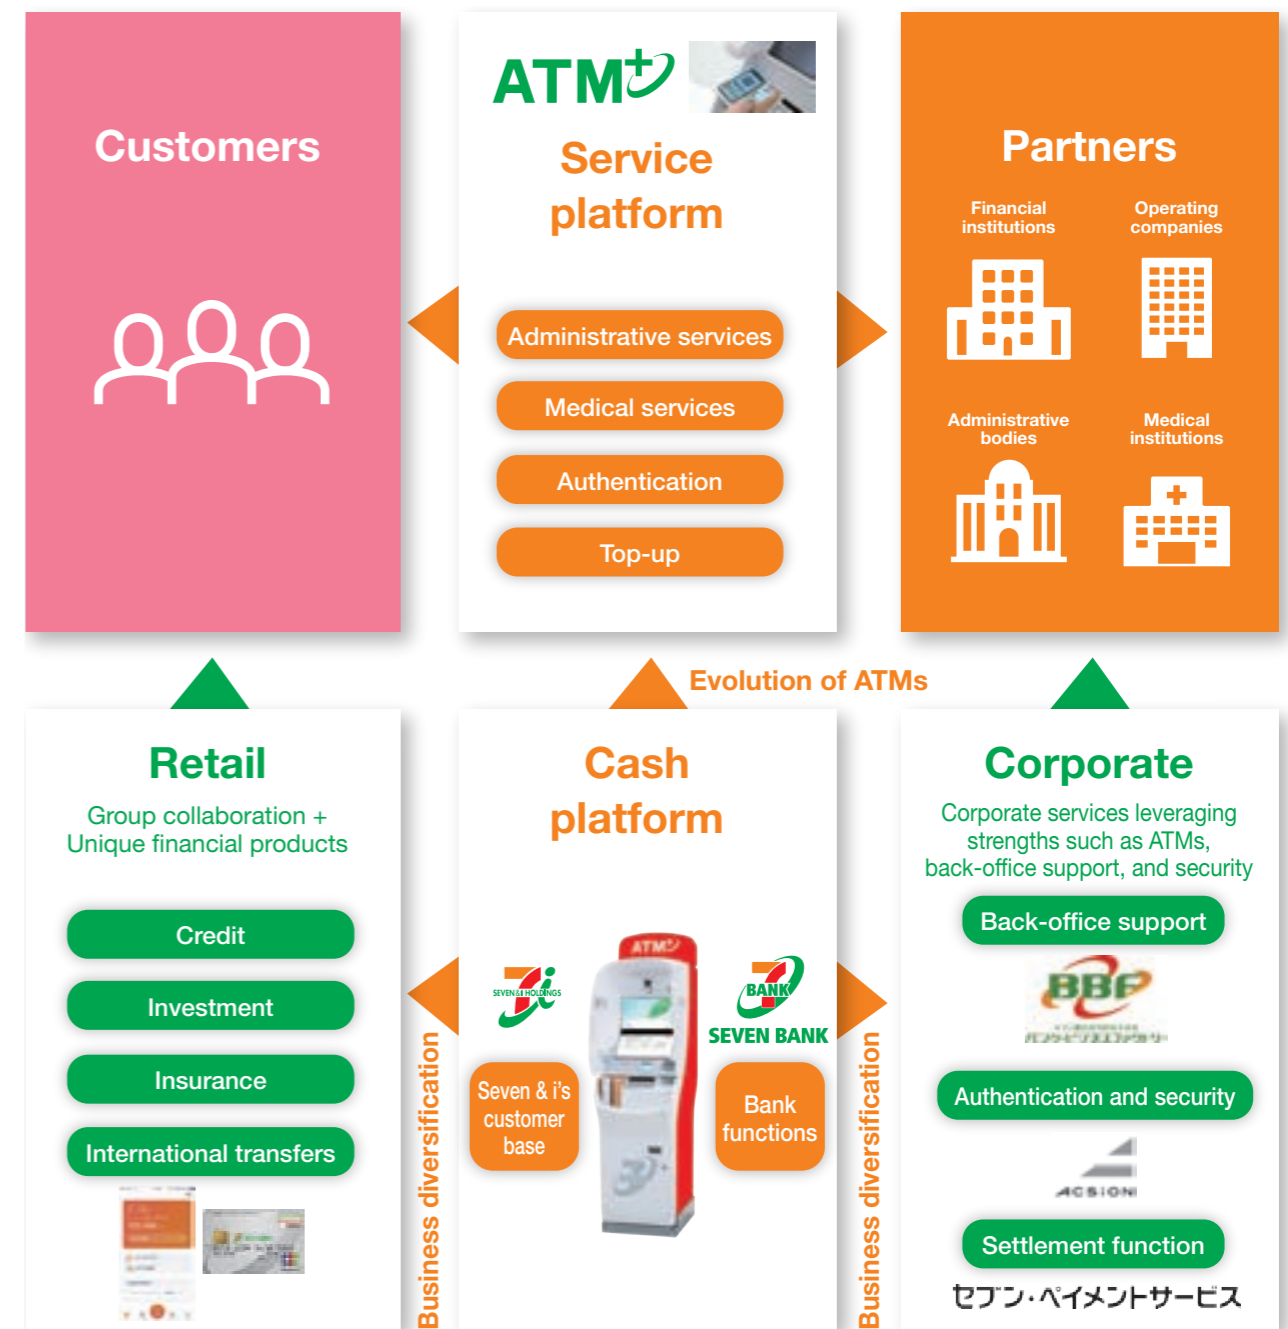 Customers
ATM+
Service
platform
Administrative services
Medical services
Authentication
Top-up
Partners
Financial
institutions
Operating
companies
Administrative
bodies
Medical
institutions
Evolution of ATMs
Retail
Group collaboration +
Unique financial products
Credit
Investment
Insurance
International transfers
Business diversification
Cash
platform
ATM+
SEVEN&i HOLDINGS
7i
7
BANK
SEVEN BANK
Seven & i's
customer
base
Bank
functions
Business diversification
Corporate
Corporate services leveraging
strengths such as ATMs,
back-office support, and security
Back-office support
BBF
Authentication and security
ACSiON
Settlement function
セブン・ペイメントサービス